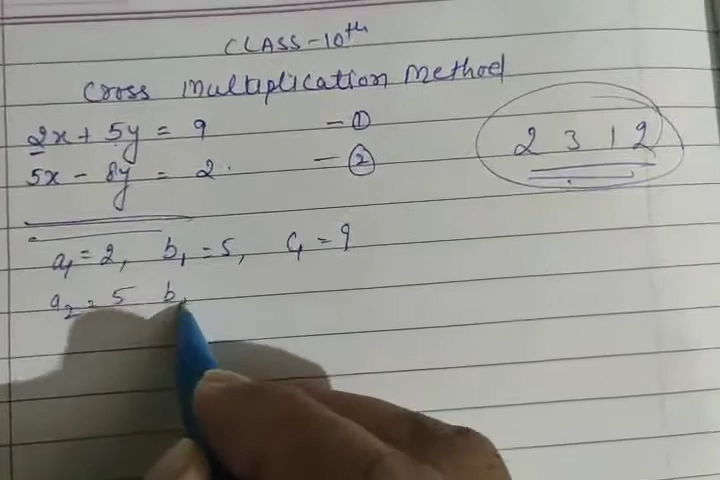 CLASS-10th
Cross Multiplication Method
2x + 5y = 9 - ①
5x - 8y = 2. - ②
2 3 1 2
a1 = 2, b1 = 5, C1 = 9
a2 = 5 b